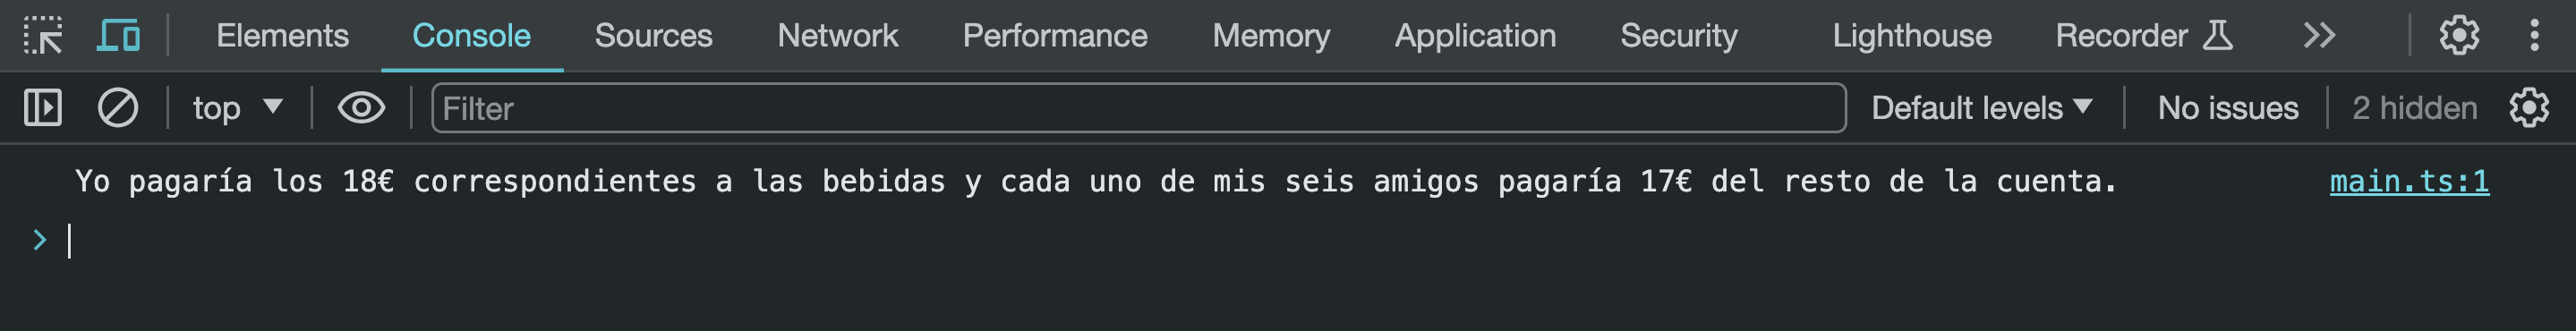 Elements Console Sources Network Performance Memory Application Security Lighthouse Recorder
top Filter Default levels No issues 2 hidden
Yo pagaría los 18€ correspondientes a las bebidas y cada uno de mis seis amigos pagaría 17€ del resto de la cuenta. main.ts:1
>